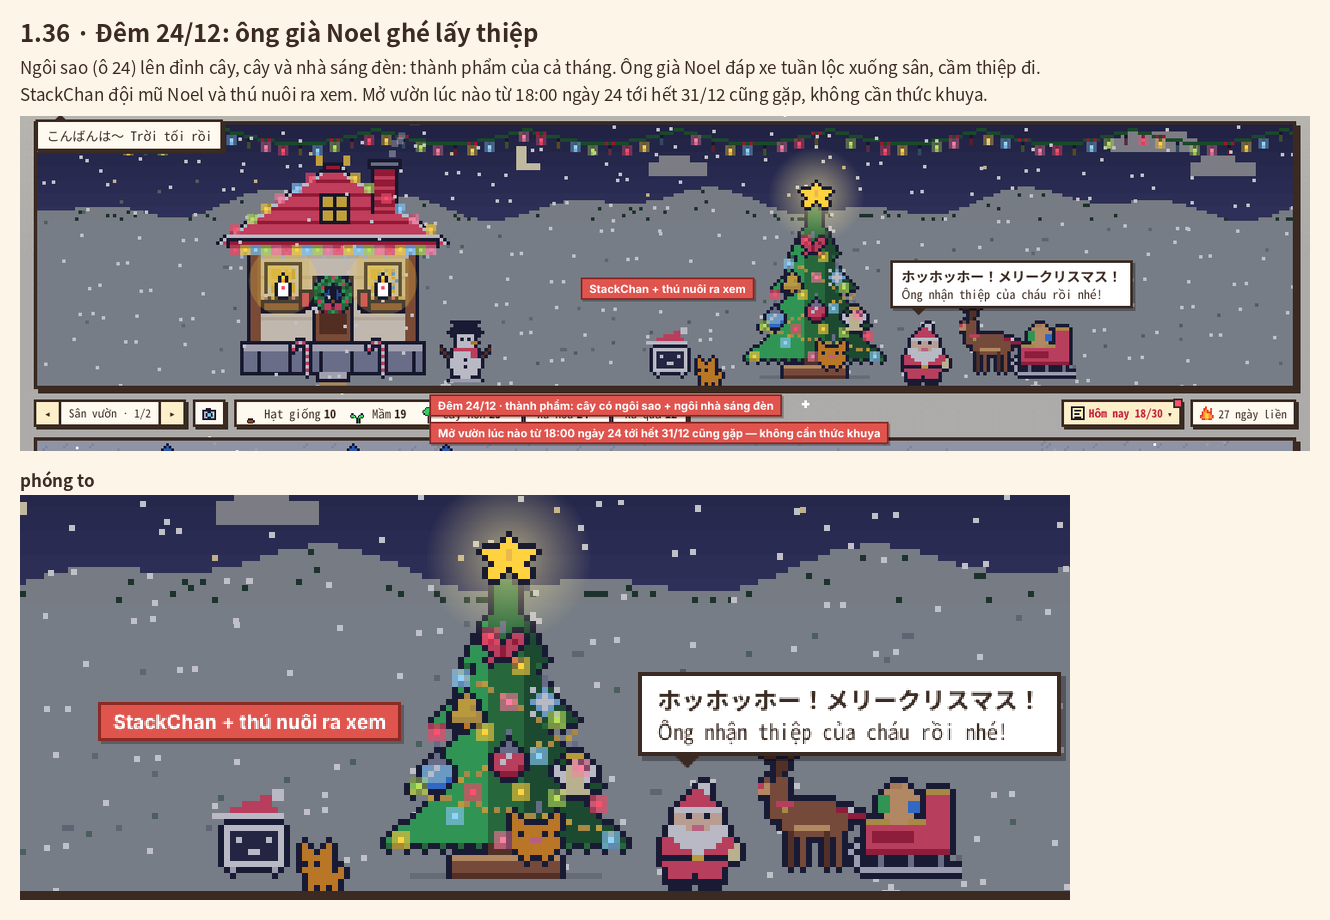 1.36 · Đêm 24/12: ông già Noel ghé lấy thiệp
Ngôi sao (ô 24) lên đỉnh cây, cây và nhà sáng đèn: thành phẩm của cả tháng. Ông già Noel đáp xe tuần lộc xuống sân, cầm thiệp đi.
StackChan đội mũ Noel và thú nuôi ra xem. Mở vườn lúc nào từ 18:00 ngày 24 tới hết 31/12 cũng gặp, không cần thức khuya.
こんばんは〜 Trời tối rồi
StackChan + thú nuôi ra xem
ホッホッホー！メリークリスマス！
Ông nhận thiệp của cháu rồi nhé!
Sân vườn · 1/2
Hạt giống 10
Mầm 19
Đêm 24/12 · thành phẩm: cây có ngôi sao + ngôi nhà sáng đèn
Hôm nay 18/30
27 ngày liền
Mở vườn lúc nào từ 18:00 ngày 24 tới hết 31/12 cũng gặp — không cần thức khuya
phóng to
StackChan + thú nuôi ra xem
ホッホッホー！メリークリスマス！
Ông nhận thiệp của cháu rồi nhé!